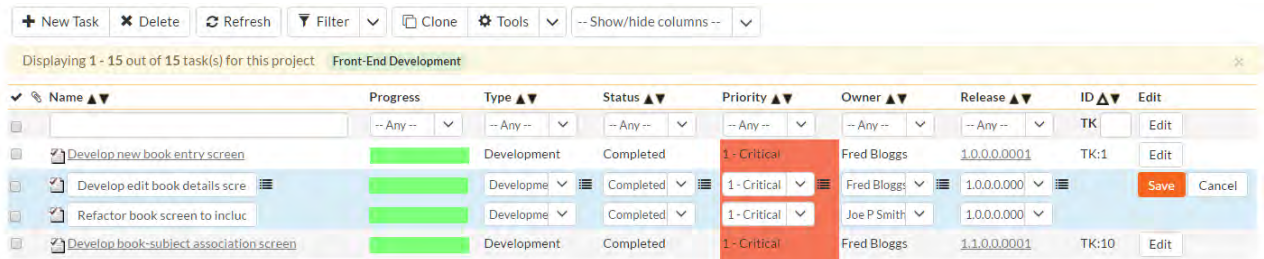 New Task Delete Refresh Filter Clone Tools -- Show/hide columns --
Displaying 1 - 15 out of 15 task(s) for this project Front-End Development ×
Name ▲▼ Progress Type ▲▼ Status ▲▼ Priority ▲▼ Owner ▲▼ Release ▲▼ ID △▼ Edit
-- Any -- -- Any -- -- Any -- -- Any -- -- Any -- -- Any -- TK Edit
Develop new book entry screen Development Completed 1 - Critical Fred Bloggs 1.0.0.0.0001 TK:1 Edit
Develop edit book details scre Developme Completed 1 - Critical Fred Bloggs 1.0.0.0.000 Save Cancel
Refactor book screen to incluc Developme Completed 1 - Critical Joe P Smith 1.0.0.0.000
Develop book-subject association screen Development Completed 1 - Critical Fred Bloggs 1.1.0.0.0001 TK:10 Edit